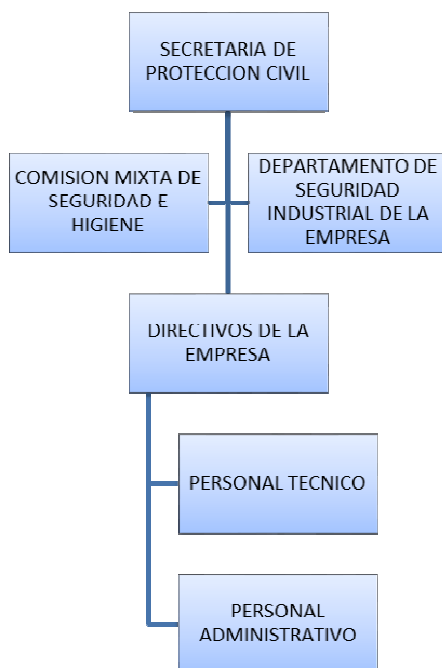 SECRETARIA DE
PROTECCION CIVIL
COMISION MIXTA DE
SEGURIDAD E
HIGIENE
DEPARTAMENTO DE
SEGURIDAD
INDUSTRIAL DE LA
EMPRESA
DIRECTIVOS DE LA
EMPRESA
PERSONAL TECNICO
PERSONAL
ADMINISTRATIVO